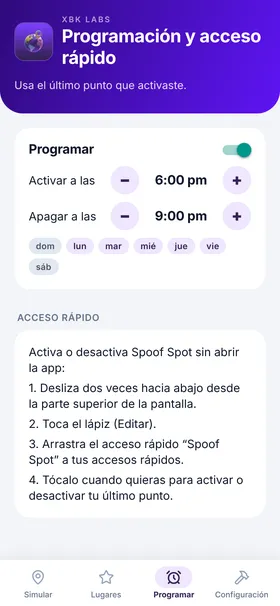 XBK LABS
Programación y acceso
rápido
Usa el último punto que activaste.
Programar
Activar a las
−
6:00 pm
+
Apagar a las
−
9:00 pm
+
dom lun mar mié jue vie
sáb
ACCESO RÁPIDO
Activa o desactiva Spoof Spot sin abrir
la app:
1. Desliza dos veces hacia abajo desde
la parte superior de la pantalla.
2. Toca el lápiz (Editar).
3. Arrastra el acceso rápido “Spoof
Spot” a tus accesos rápidos.
4. Tócalo cuando quieras para activar o
desactivar tu último punto.
Simular Lugares Programar Configuración